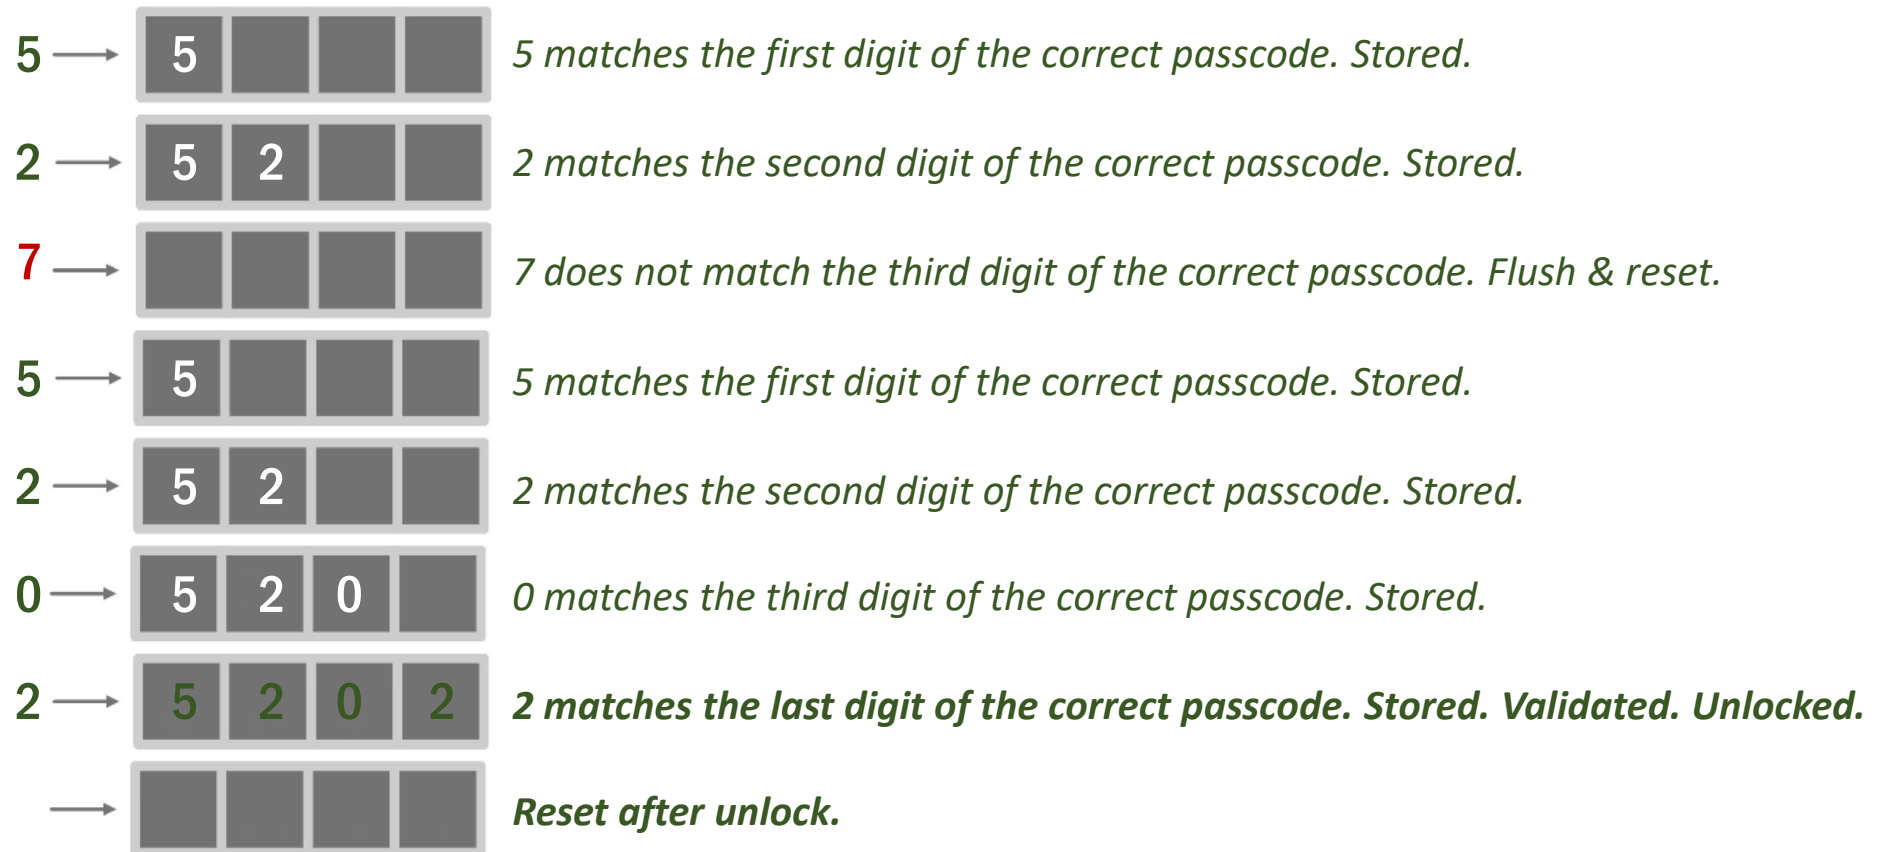 5 5 5 matches the first digit of the correct passcode. Stored.
2 5 2 2 matches the second digit of the correct passcode. Stored.
7 7 does not match the third digit of the correct passcode. Flush & reset.
5 5 5 matches the first digit of the correct passcode. Stored.
2 5 2 2 matches the second digit of the correct passcode. Stored.
0 5 2 0 0 matches the third digit of the correct passcode. Stored.
2 5 2 0 2 2 matches the last digit of the correct passcode. Stored. Validated. Unlocked.
Reset after unlock.